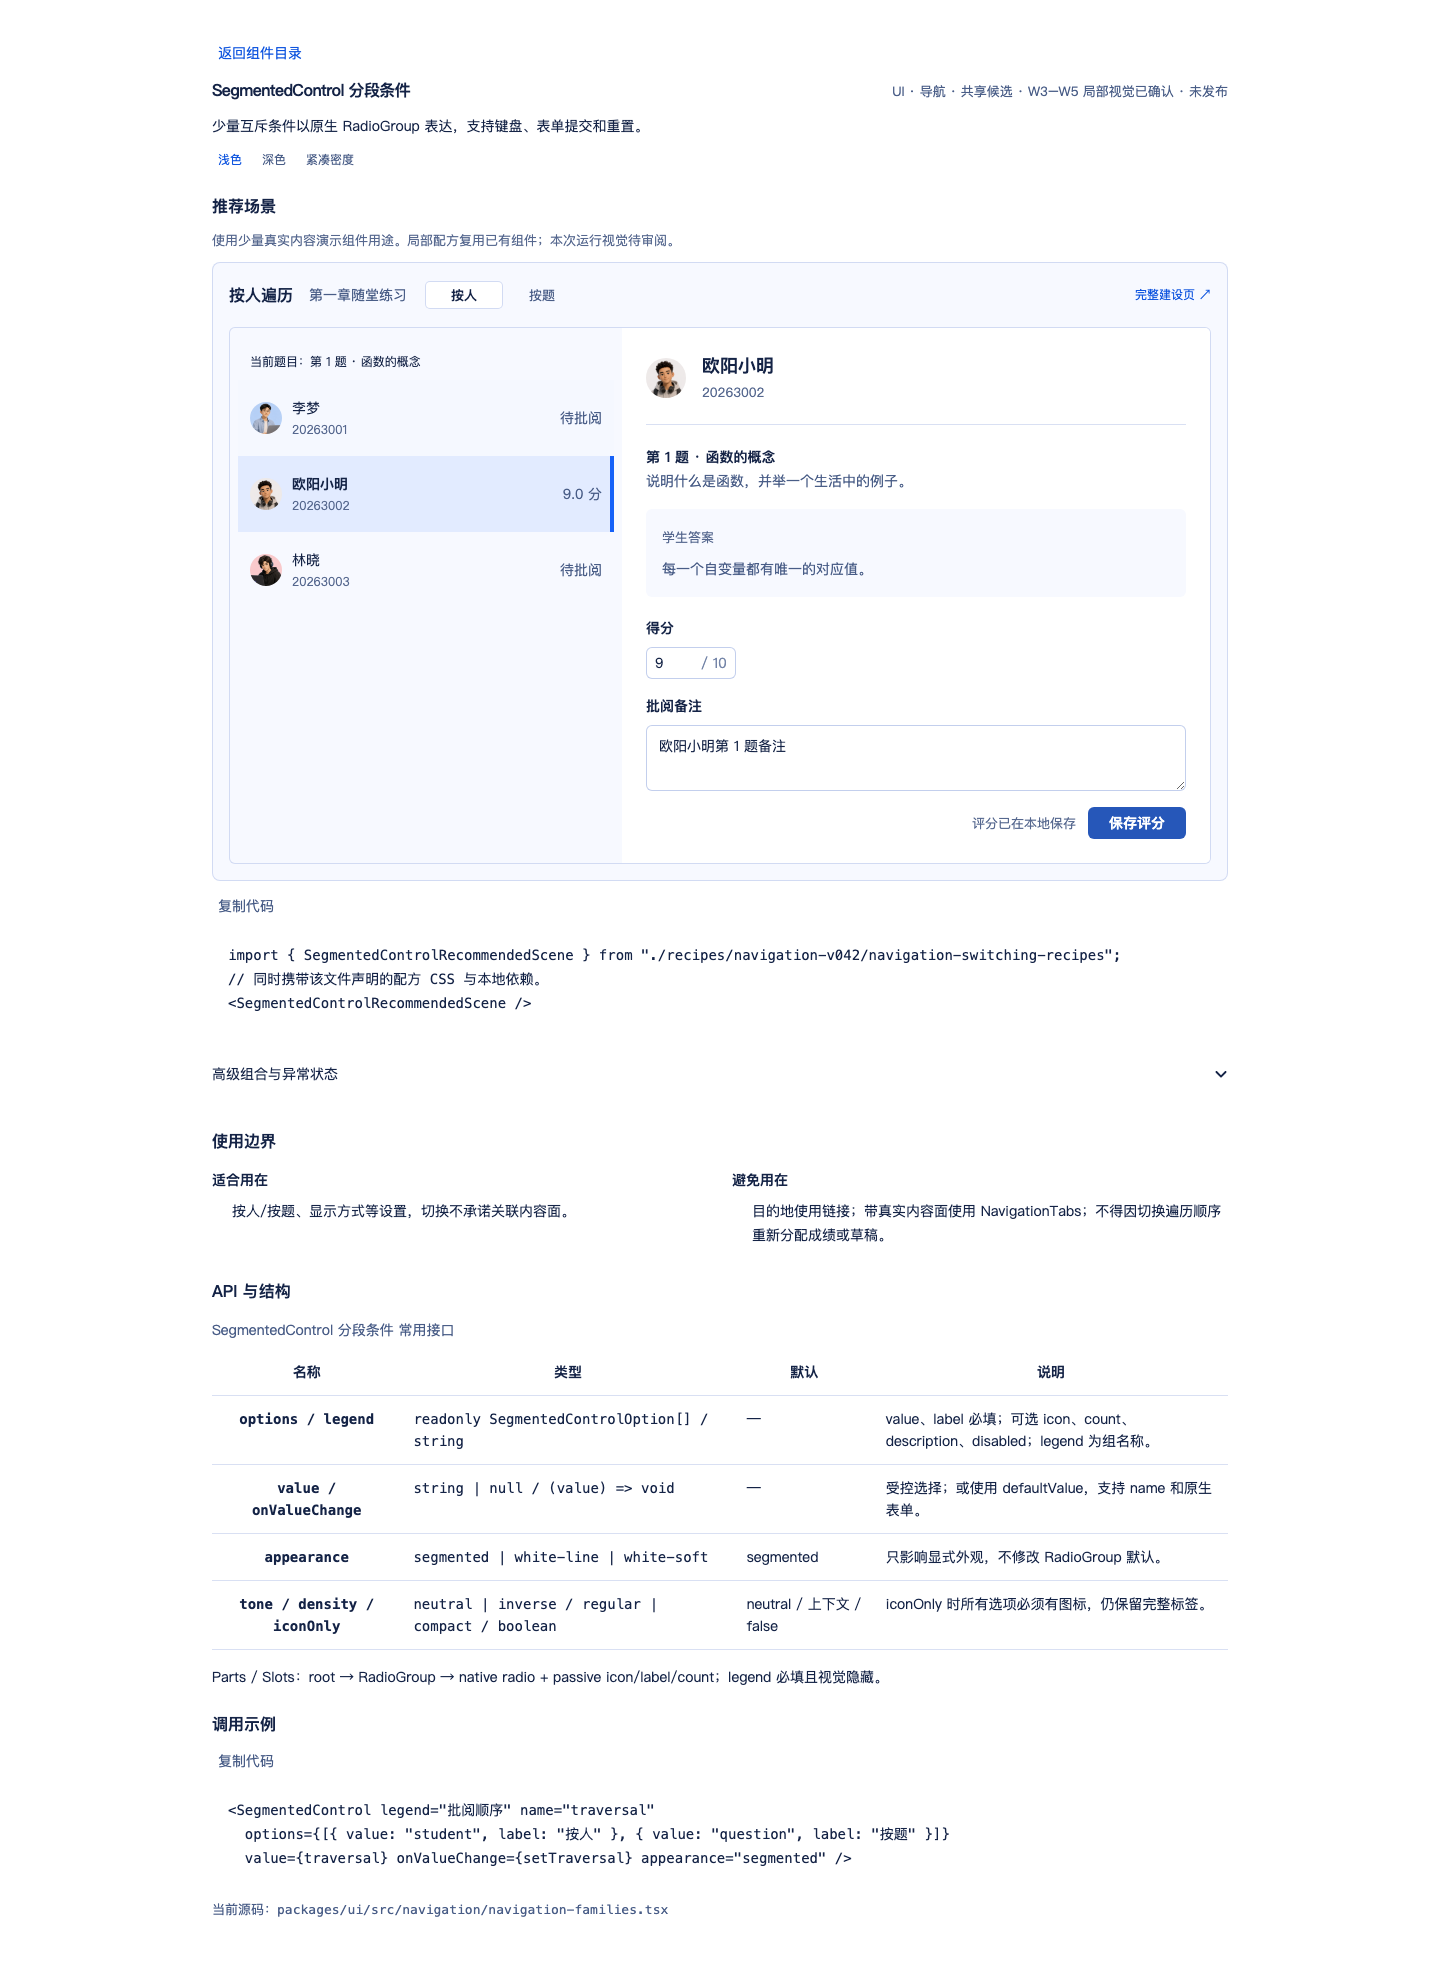 返回组件目录
SegmentedControl 分段条件
UI · 导航 · 共享候选 · W3—W5 局部视觉已确认 · 未发布
少量互斥条件以原生 RadioGroup 表达，支持键盘、表单提交和重置。
浅色 深色 紧凑密度
推荐场景
使用少量真实内容演示组件用途。局部配方复用已有组件；本次运行视觉待审阅。
按人遍历 第一章随堂练习 按人 按题 完整建设页 ↗
当前题目：第 1 题 · 函数的概念
李梦
20263001
待批阅
欧阳小明
20263002
9.0 分
林晓
20263003
待批阅
欧阳小明
20263002
第 1 题 · 函数的概念
说明什么是函数，并举一个生活中的例子。
学生答案
每一个自变量都有唯一的对应值。
得分
9 / 10
批阅备注
欧阳小明第 1 题备注
评分已在本地保存 保存评分
复制代码
import { SegmentedControlRecommendedScene } from "./recipes/navigation-v042/navigation-switching-recipes";
// 同时携带该文件声明的配方 CSS 与本地依赖。
<SegmentedControlRecommendedScene />
高级组合与异常状态
使用边界
适合用在
按人/按题、显示方式等设置，切换不承诺关联内容面。
避免用在
目的地使用链接；带真实内容面使用 NavigationTabs；不得因切换遍历顺序
重新分配成绩或草稿。
API 与结构
SegmentedControl 分段条件 常用接口
名称 类型 默认 说明
options / legend
readonly SegmentedControlOption[] /
string
—
value、label 必填；可选 icon、count、
description、disabled；legend 为组名称。
value /
onValueChange
string | null / (value) => void
—
受控选择；或使用 defaultValue，支持 name 和原生
表单。
appearance
segmented | white-line | white-soft
segmented
只影响显式外观，不修改 RadioGroup 默认。
tone / density /
iconOnly
neutral | inverse / regular |
compact / boolean
neutral / 上下文 /
false
iconOnly 时所有选项必须有图标，仍保留完整标签。
Parts / Slots：root → RadioGroup → native radio + passive icon/label/count；legend 必填且视觉隐藏。
调用示例
复制代码
<SegmentedControl legend="批阅顺序" name="traversal"
options={[{ value: "student", label: "按人" }, { value: "question", label: "按题" }]}
value={traversal} onValueChange={setTraversal} appearance="segmented" />
当前源码：packages/ui/src/navigation/navigation-families.tsx